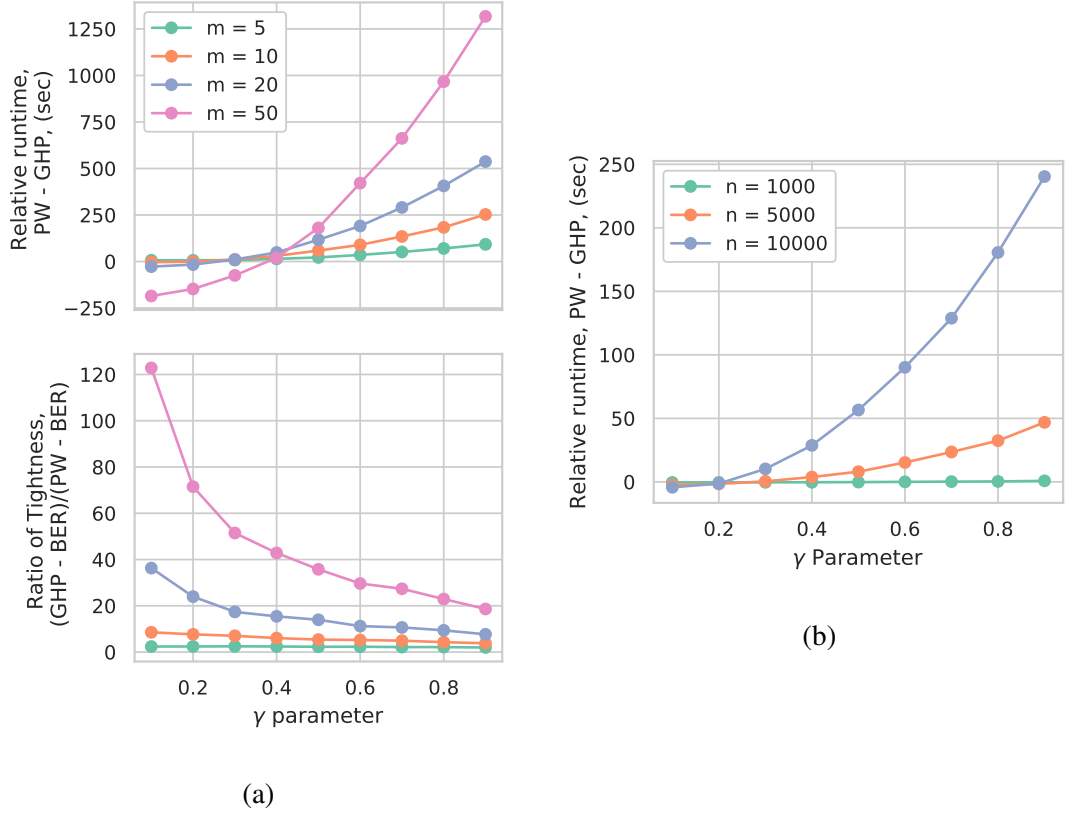 Relative runtime,
PW - GHP, (sec)
1250
1000
750
500
250
0
−250
m = 5
m = 10
m = 20
m = 50
Ratio of Tightness,
(GHP - BER)/(PW - BER)
120
100
80
60
40
20
0
0.2 0.4 0.6 0.8
γ parameter
(a)
Relative runtime, PW - GHP, (sec)
250
200
150
100
50
0
n = 1000
n = 5000
n = 10000
0.2 0.4 0.6 0.8
γ Parameter
(b)